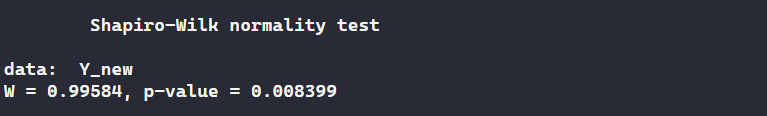 Shapiro-Wilk normality test
data:  Y_new
W = 0.99584, p-value = 0.008399